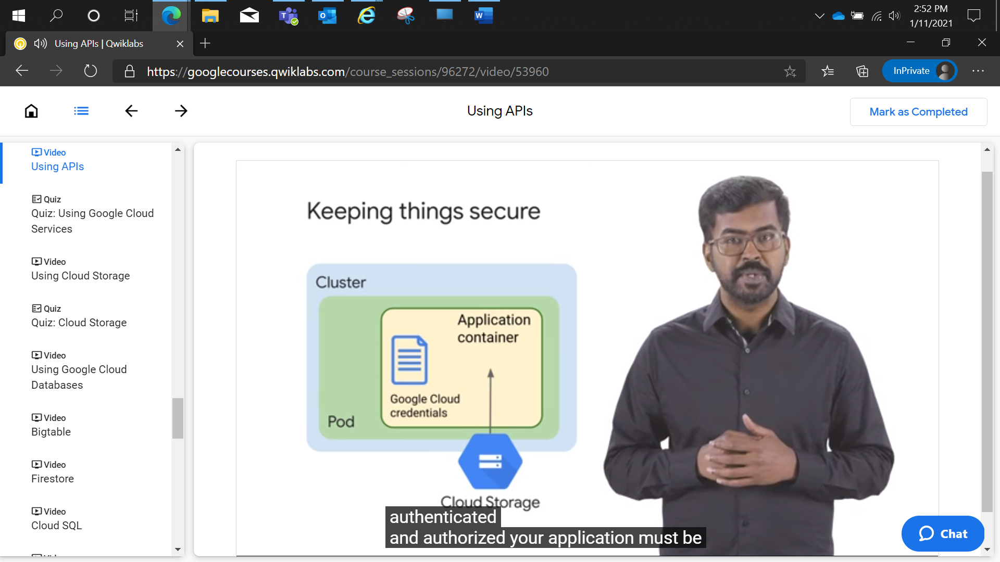 2:52 PM
1/11/2021
Using APIs | Qwiklabs
https://googlecourses.qwiklabs.com/course_sessions/96272/video/53960
InPrivate
Using APIs
Mark as Completed
Video
Using APIs
Quiz
Quiz: Using Google Cloud
Services
Video
Using Cloud Storage
Quiz
Quiz: Cloud Storage
Video
Using Google Cloud
Databases
Video
Bigtable
Video
Firestore
Video
Cloud SQL
Keeping things secure
Cluster
Application
container
Google Cloud
credentials
Pod
Cloud Storage
authenticated
and authorized your application must be
Chat